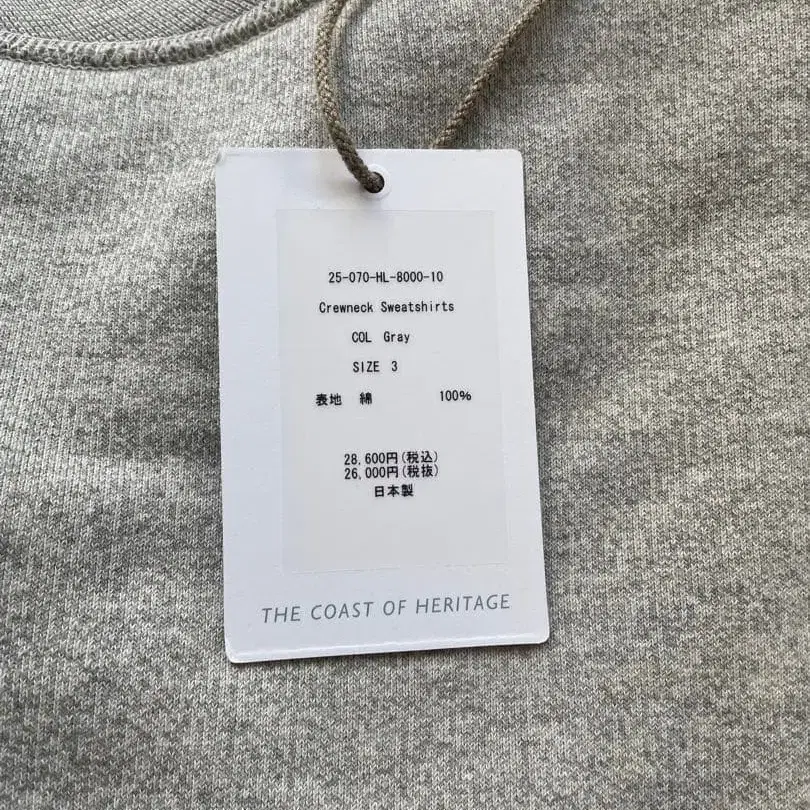 25-070-HL-8000-10
Crewneck Sweatshirts
COL Gray
SIZE 3
表地 綿 100%
28,600円(税込)
26,000円(税抜)
日本製
THE COAST OF HERITAGE